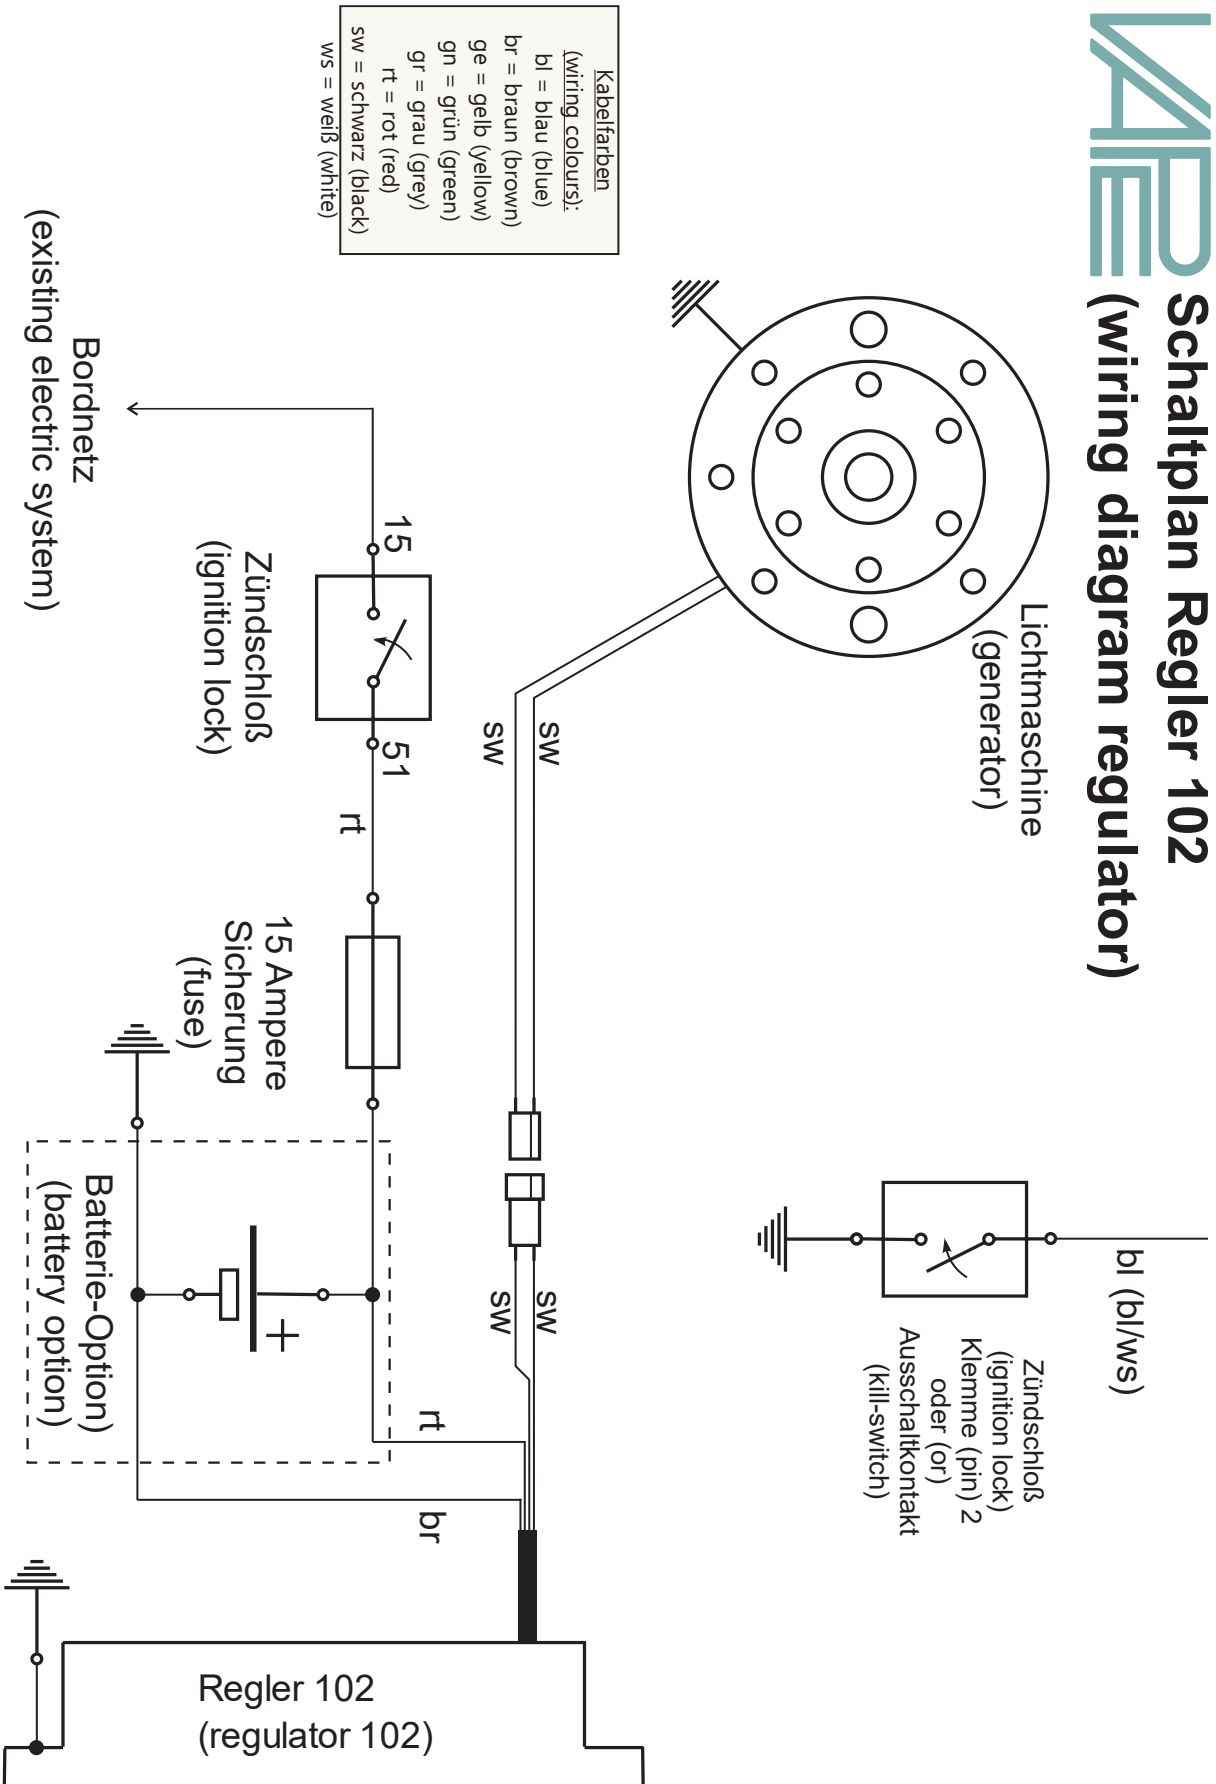 VAPE
Schaltplan Regler 102
(wiring diagram regulator)
Kabelfarben
(wiring colours):
bl = blau (blue)
br = braun (brown)
ge = gelb (yellow)
gn = grün (green)
gr = grau (grey)
rt = rot (red)
sw = schwarz (black)
ws = weiß (white)
Lichtmaschine
(generator)
sw
sw
sw
sw
bl (bl/ws)
Zündschloß
(ignition lock)
Klemme (pin) 2
oder (or)
Ausschaltkontakt
(kill-switch)
Bordnetz
(existing electric system)
15
51
Zündschloß
(ignition lock)
rt
15 Ampere
Sicherung
(fuse)
Batterie-Option)
(battery option)
+
rt
br
Regler 102
(regulator 102)